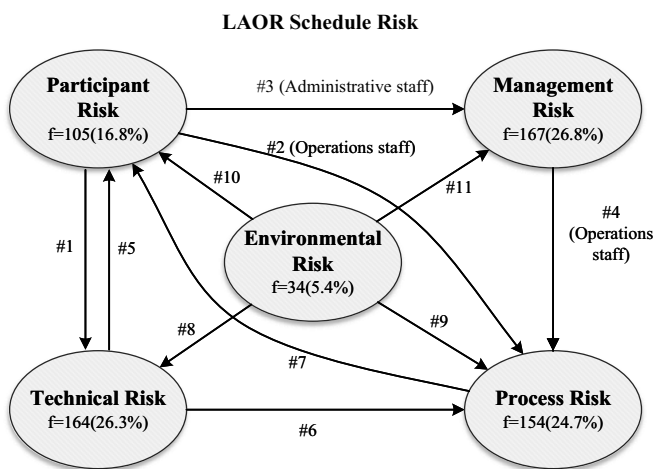 LAOR Schedule Risk
Participant
Risk
f=105(16.8%)
#3 (Administrative staff)
Management
Risk
f=167(26.8%)
#2 (Operations staff)
#10
#11
#1
#5
Environmental
Risk
f=34(5.4%)
#4
(Operations
staff)
#8
#9
#7
Technical Risk
f=164(26.3%)
#6
Process Risk
f=154(24.7%)